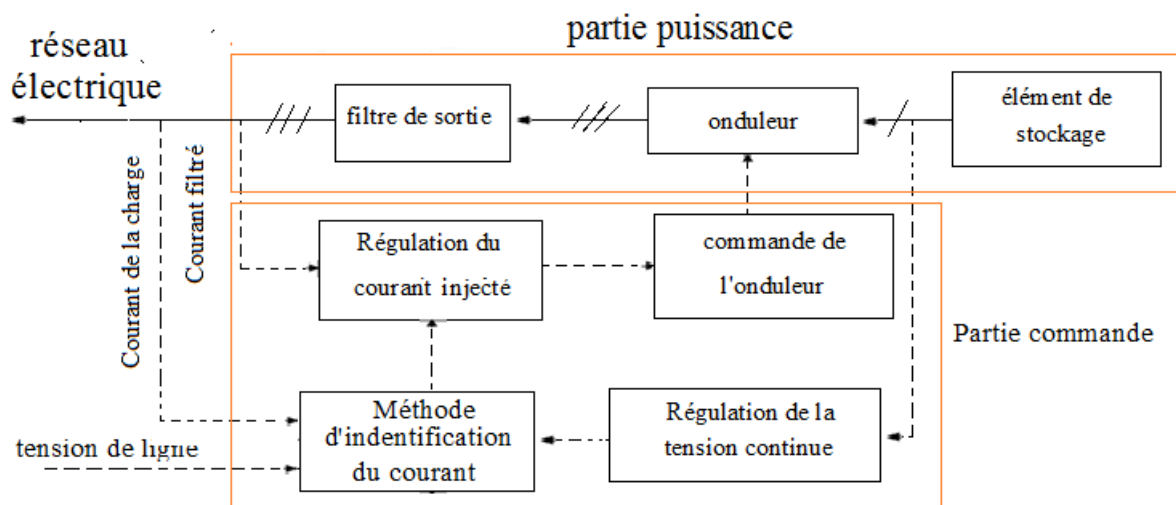 réseau
électrique
partie puissance
filtre de sortie
onduleur
élément de
stockage
Courant de la charge
Courant filtré
Régulation du
courant injecté
commande de
l'onduleur
Partie commande
Méthode
d'indentification
du courant
Régulation de la
tension continue
tension de ligne